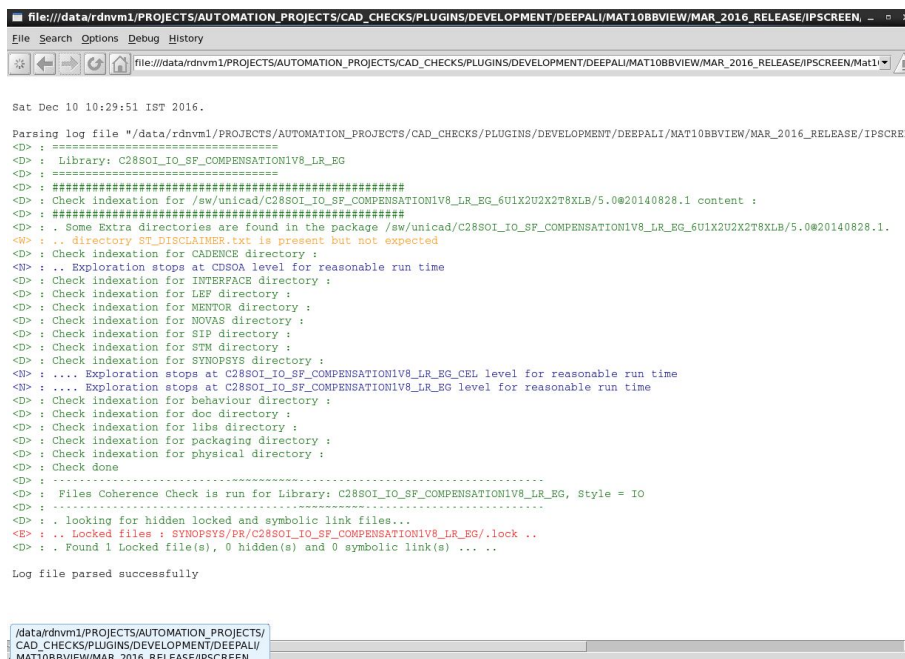 file:///data/rdnvm1/PROJECTS/AUTOMATION_PROJECTS/CAD_CHECKS/PLUGINS/DEVELOPMENT/DEEPALI/MAT10BBVIEW/MAR_2016_RELEASE/IPSCREEN,
File Search Options Debug History
file:///data/rdnvm1/PROJECTS/AUTOMATION_PROJECTS/CAD_CHECKS/PLUGINS/DEVELOPMENT/DEEPALI/MAT10BBVIEW/MAR_2016_RELEASE/IPSCREEN/Mat1
Sat Dec 10 10:29:51 IST 2016.
Parsing log file "/data/rdnvm1/PROJECTS/AUTOMATION_PROJECTS/CAD_CHECKS/PLUGINS/DEVELOPMENT/DEEPALI/MAT10BBVIEW/MAR_2016_RELEASE/IPSCRE
<D> : ==================================
<D> :  Library: C28SOI_IO_SF_COMPENSATION1V8_LR_EG
<D> : ==================================
<D> : #####################################################
<D> : Check indexation for /sw/unicad/C28SOI_IO_SF_COMPENSATION1V8_LR_EG_6U1X2U2X2T8XLB/5.0@20140828.1 content :
<D> : #####################################################
<D> : . Some Extra directories are found in the package /sw/unicad/C28SOI_IO_SF_COMPENSATION1V8_LR_EG_6U1X2U2X2T8XLB/5.0@20140828.1.
<W> : .. directory ST_DISCLAIMER.txt is present but not expected
<D> : Check indexation for CADENCE directory :
<N> : .. Exploration stops at CDSOA level for reasonable run time
<D> : Check indexation for INTERFACE directory :
<D> : Check indexation for LEF directory :
<D> : Check indexation for MENTOR directory :
<D> : Check indexation for NOVAS directory :
<D> : Check indexation for SIP directory :
<D> : Check indexation for STM directory :
<D> : Check indexation for SYNOPSYS directory :
<N> : .... Exploration stops at C28SOI_IO_SF_COMPENSATION1V8_LR_EG_CEL level for reasonable run time
<N> : .... Exploration stops at C28SOI_IO_SF_COMPENSATION1V8_LR_EG level for reasonable run time
<D> : Check indexation for behaviour directory :
<D> : Check indexation for doc directory :
<D> : Check indexation for libs directory :
<D> : Check indexation for packaging directory :
<D> : Check indexation for physical directory :
<D> : Check done
<D> : ---------------------------~~~~~~~~~~-------------------------------------
<D> :  Files Coherence Check is run for Library: C28SOI_IO_SF_COMPENSATION1V8_LR_EG, Style = IO
<D> : -------------------------------------~~~~~~~~~~---------------------------
<D> : . looking for hidden locked and symbolic link files...
<E> : .. Locked files : SYNOPSYS/PR/C28SOI_IO_SF_COMPENSATION1V8_LR_EG/.lock ..
<D> : . Found 1 Locked file(s), 0 hidden(s) and 0 symbolic link(s) ... ..
Log file parsed successfully
/data/rdnvm1/PROJECTS/AUTOMATION_PROJECTS/
CAD_CHECKS/PLUGINS/DEVELOPMENT/DEEPALI/
MAT10BBVIEW/MAR_2016_RELEASE/IPSCREEN